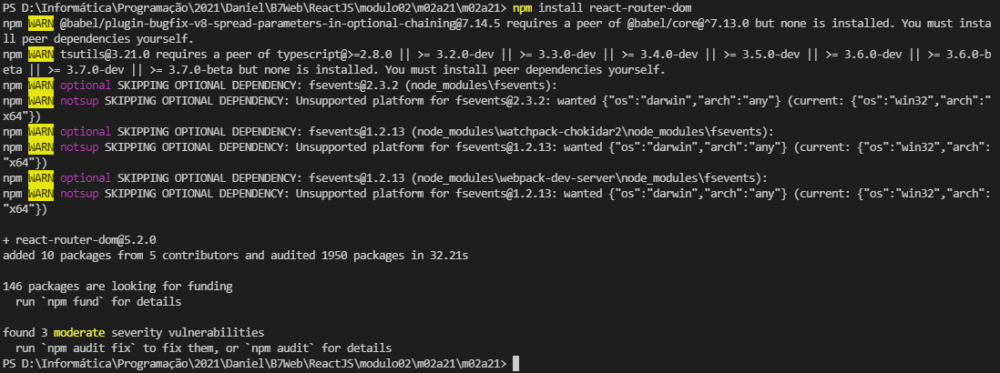 PS D:\Informática\Programação\2021\Daniel\B7Web\ReactJS\modulo02\m02a21\m02a21> npm install react-router-dom
npm WARN @babel/plugin-bugfix-v8-spread-parameters-in-optional-chaining@7.14.5 requires a peer of @babel/core@^7.13.0 but none is installed. You must insta
ll peer dependencies yourself.
npm WARN tsutils@3.21.0 requires a peer of typescript@>=2.8.0 || >= 3.2.0-dev || >= 3.3.0-dev || >= 3.4.0-dev || >= 3.5.0-dev || >= 3.6.0-dev || >= 3.6.0-b
eta || >= 3.7.0-dev || >= 3.7.0-beta but none is installed. You must install peer dependencies yourself.
npm WARN optional SKIPPING OPTIONAL DEPENDENCY: fsevents@2.3.2 (node_modules\fsevents):
npm WARN notsup SKIPPING OPTIONAL DEPENDENCY: Unsupported platform for fsevents@2.3.2: wanted {"os":"darwin","arch":"any"} (current: {"os":"win32","arch":"
x64"})
npm WARN optional SKIPPING OPTIONAL DEPENDENCY: fsevents@1.2.13 (node_modules\watchpack-chokidar2\node_modules\fsevents):
npm WARN notsup SKIPPING OPTIONAL DEPENDENCY: Unsupported platform for fsevents@1.2.13: wanted {"os":"darwin","arch":"any"} (current: {"os":"win32","arch":
"x64"})
npm WARN optional SKIPPING OPTIONAL DEPENDENCY: fsevents@1.2.13 (node_modules\webpack-dev-server\node_modules\fsevents):
npm WARN notsup SKIPPING OPTIONAL DEPENDENCY: Unsupported platform for fsevents@1.2.13: wanted {"os":"darwin","arch":"any"} (current: {"os":"win32","arch":
"x64"})
+ react-router-dom@5.2.0
added 10 packages from 5 contributors and audited 1950 packages in 32.21s
146 packages are looking for funding
run `npm fund` for details
found 3 moderate severity vulnerabilities
run `npm audit fix` to fix them, or `npm audit` for details
PS D:\Informática\Programação\2021\Daniel\B7Web\ReactJS\modulo02\m02a21\m02a21>